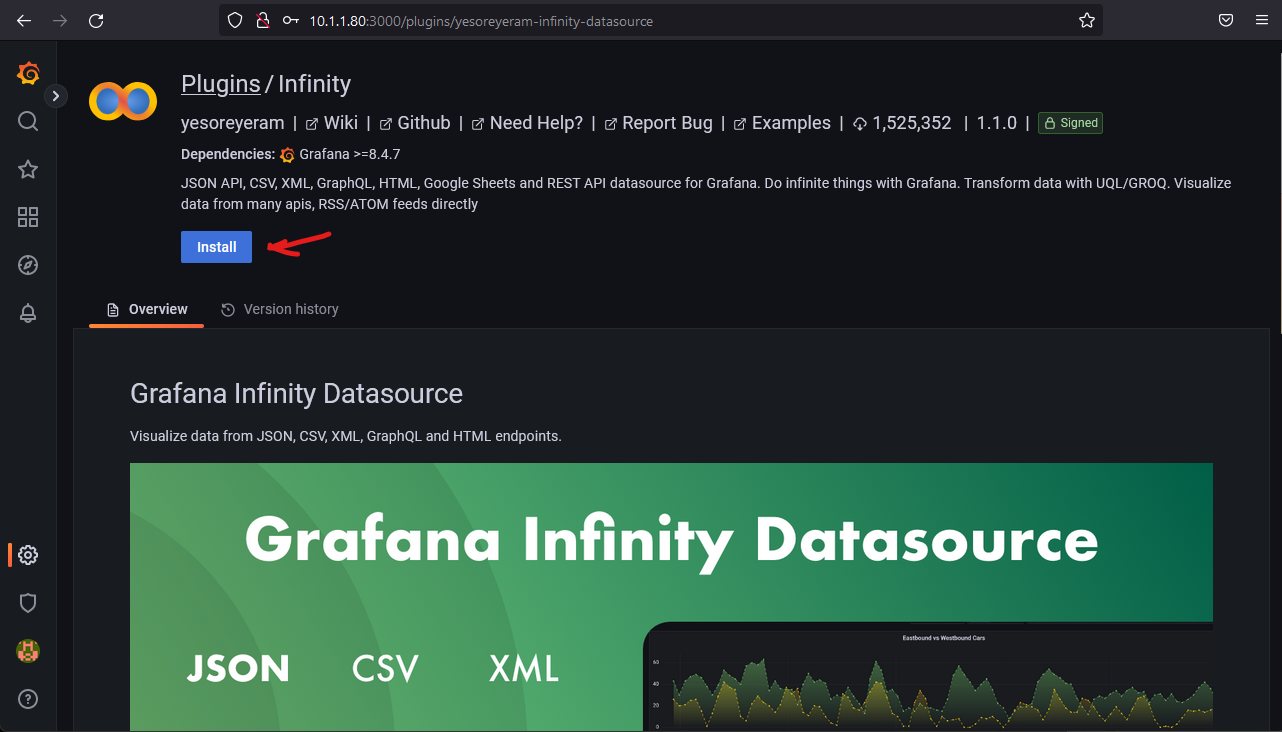 10.1.1.80:3000/plugins/yesoreyeram-infinity-datasource
Plugins / Infinity
yesoreyeram | Wiki | Github | Need Help? | Report Bug | Examples | 1,525,352 | 1.1.0 | Signed
Dependencies: Grafana >=8.4.7
JSON API, CSV, XML, GraphQL, HTML, Google Sheets and REST API datasource for Grafana. Do infinite things with Grafana. Transform data with UQL/GROQ. Visualize
data from many apis, RSS/ATOM feeds directly
Install
Overview Version history
Grafana Infinity Datasource
Visualize data from JSON, CSV, XML, GraphQL and HTML endpoints.
Grafana Infinity Datasource
JSON CSV XML
Eastbound vs Westbound Cars
60
40
20
0